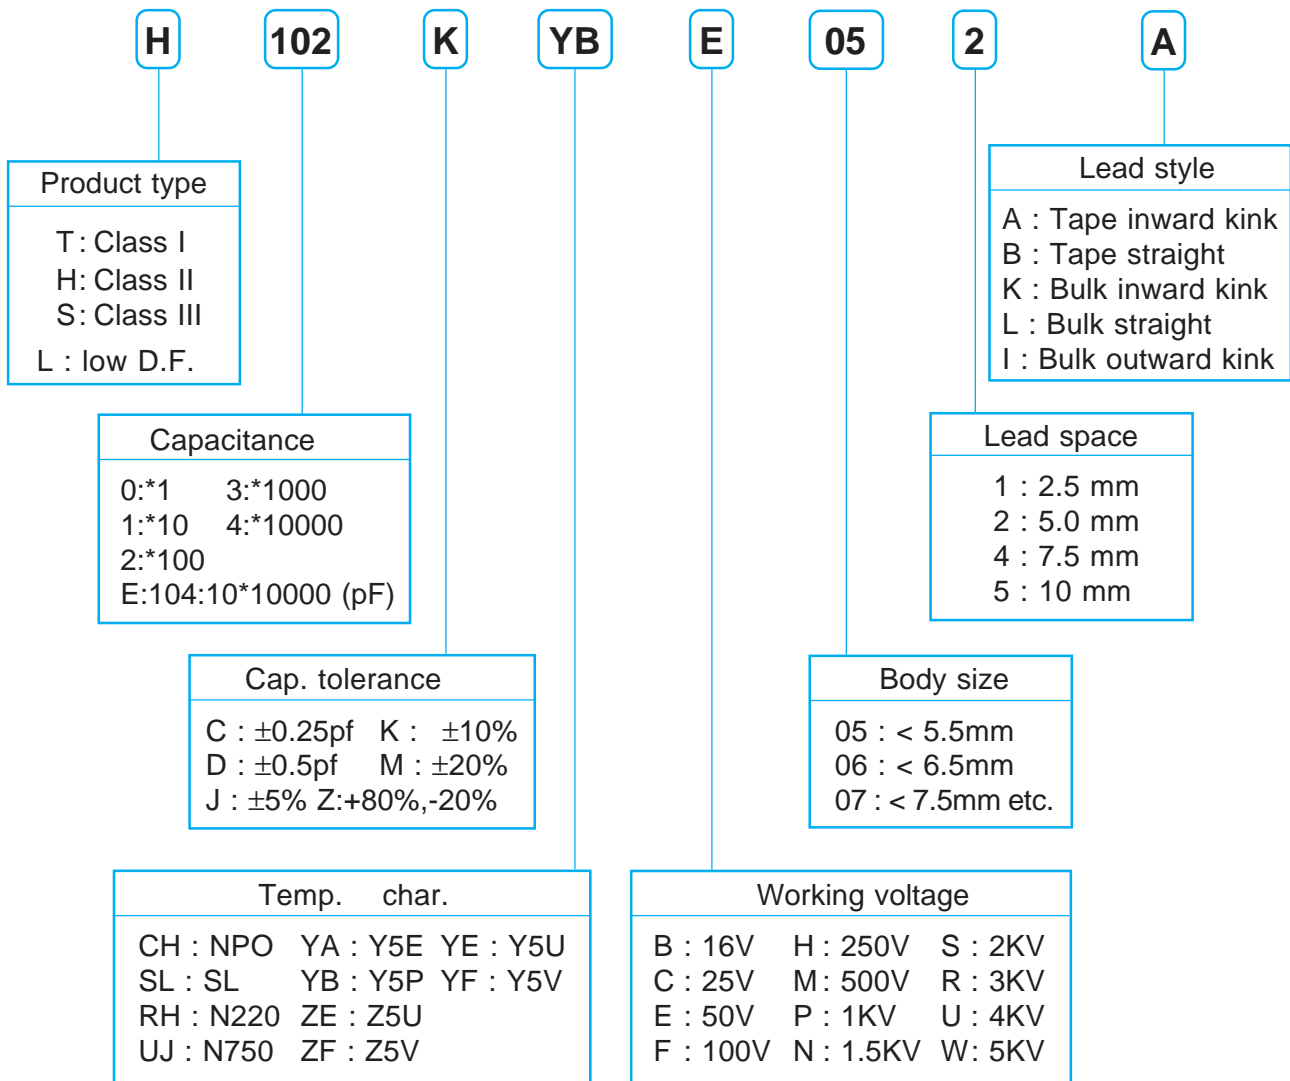 H 102 K YB E 05 2 A
Product type
T : Class I
H: Class II
S: Class III
L : low D.F.
Lead style
A : Tape inward kink
B : Tape straight
K : Bulk inward kink
L : Bulk straight
I : Bulk outward kink
Capacitance
0:*1 3:*1000
1:*10 4:*10000
2:*100
E:104:10*10000 (pF)
Lead space
1 : 2.5 mm
2 : 5.0 mm
4 : 7.5 mm
5 : 10 mm
Cap. tolerance
C : ±0.25pf K : ±10%
D : ±0.5pf M : ±20%
J : ±5% Z:+80%,-20%
Body size
05 : < 5.5mm
06 : < 6.5mm
07 : < 7.5mm etc.
Temp. char.
CH : NPO YA : Y5E YE : Y5U
SL : SL YB : Y5P YF : Y5V
RH : N220 ZE : Z5U
UJ : N750 ZF : Z5V
Working voltage
B : 16V H : 250V S : 2KV
C : 25V M : 500V R : 3KV
E : 50V P : 1KV U : 4KV
F : 100V N : 1.5KV W: 5KV